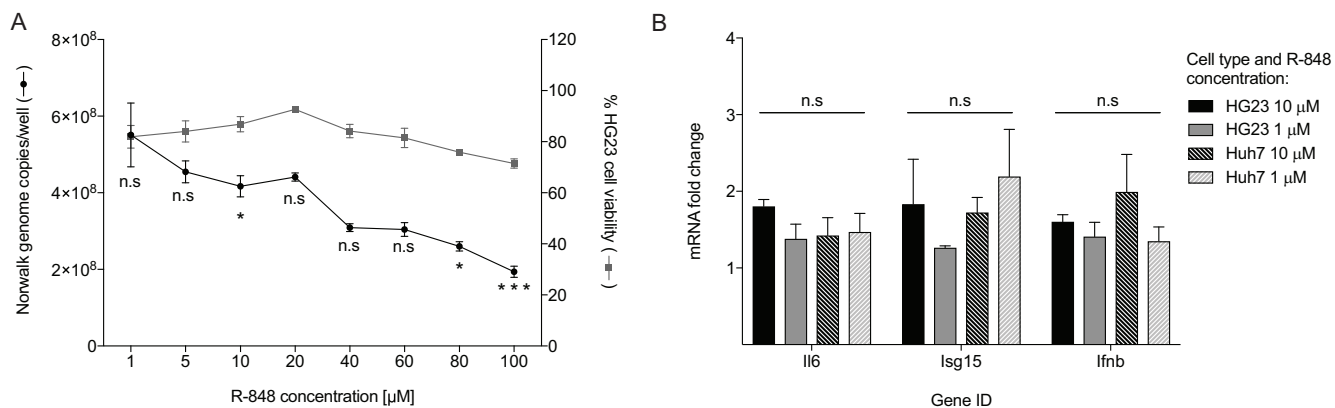 A
8×10⁸
6×10⁸
4×10⁸
2×10⁸
0
Norwalk genome copies/well ( )
120
100
80
60
40
20
0
% HG23 cell viability ( )
n.s
n.s
*
n.s
n.s
n.s
*
* * *
1 5 10 20 40 60 80 100
R-848 concentration [µM]
B
4
3
2
1
mRNA fold change
n.s n.s n.s
Il6 Isg15 Ifnb
Gene ID
Cell type and R-848
concentration:
HG23 10 µM
HG23 1 µM
Huh7 10 µM
Huh7 1 µM